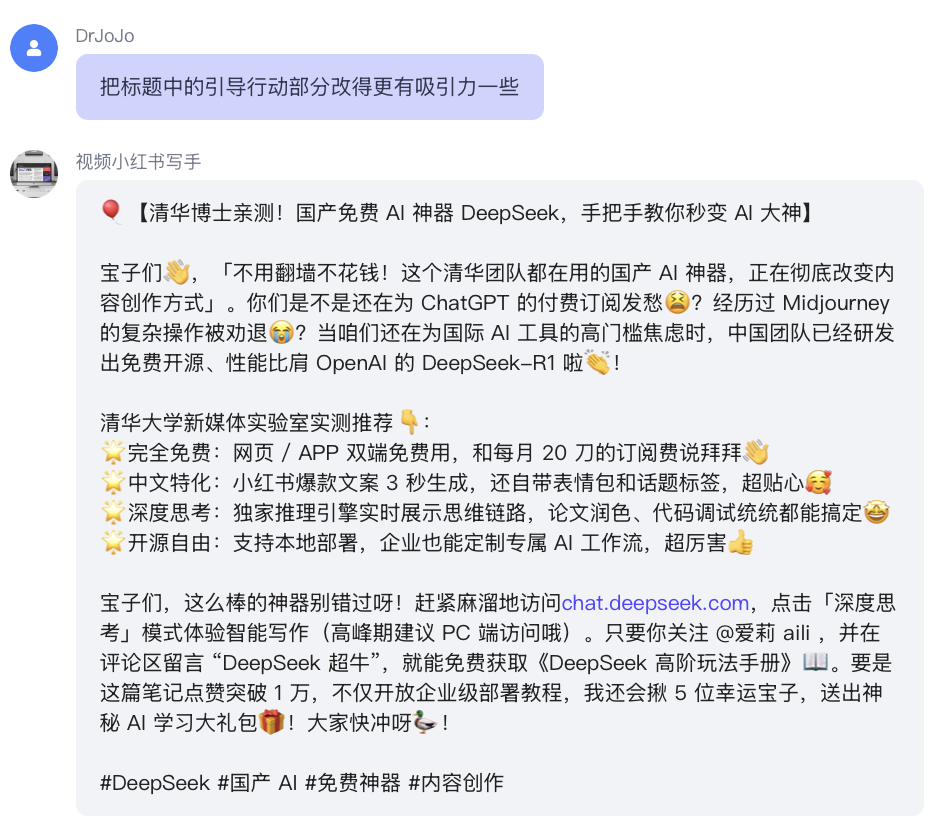 DrJoJo
把标题中的引导行动部分改得更有吸引力一些
视频小红书写手
🎈【清华博士亲测！国产免费 AI 神器 DeepSeek，手把手教你秒变 AI 大神】
宝子们👋，「不用翻墙不花钱！这个清华团队都在用的国产 AI 神器，正在彻底改变内
容创作方式」。你们是不是还在为 ChatGPT 的付费订阅发愁😫？经历过 Midjourney
的复杂操作被劝退😭？当咱们还在为国际 AI 工具的高门槛焦虑时，中国团队已经研发
出免费开源、性能比肩 OpenAI 的 DeepSeek-R1 啦👏！
清华大学新媒体实验室实测推荐👇：
🌟完全免费：网页 / APP 双端免费用，和每月 20 刀的订阅费说拜拜👋
🌟中文特化：小红书爆款文案 3 秒生成，还自带表情包和话题标签，超贴心🥰
🌟深度思考：独家推理引擎实时展示思维链路，论文润色、代码调试统统都能搞定🤩
🌟开源自由：支持本地部署，企业也能定制专属 AI 工作流，超厉害👍
宝子们，这么棒的神器别错过呀！赶紧麻溜地访问chat.deepseek.com，点击「深度思
考」模式体验智能写作（高峰期建议 PC 端访问哦）。只要你关注 @爱莉 aili ，并在
评论区留言 “DeepSeek 超牛”，就能免费获取《DeepSeek 高阶玩法手册》📖。要是
这篇笔记点赞突破 1 万，不仅开放企业级部署教程，我还会揪 5 位幸运宝子，送出神
秘 AI 学习大礼包🎁！大家快冲呀🦆！
#DeepSeek #国产 AI #免费神器 #内容创作